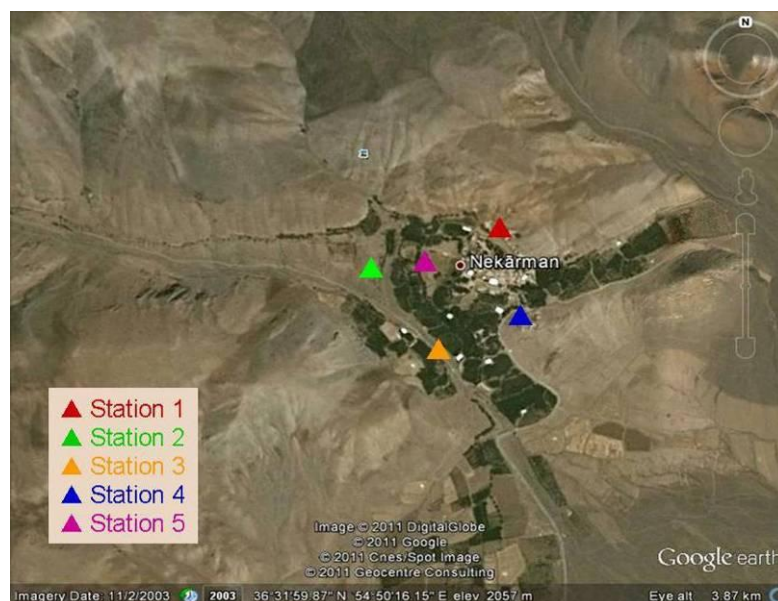 N
Nekārman
Station 1
Station 2
Station 3
Station 4
Station 5
Image © 2011 DigitalGlobe
© 2011 Google
© 2011 Cnes/Spot Image
© 2011 Geocentre Consulting
Google earth
Imagery Date: 11/2/2003 2003 36°31'59.87" N 54°50'16.15" E elev 2057 m Eye alt 3.87 km